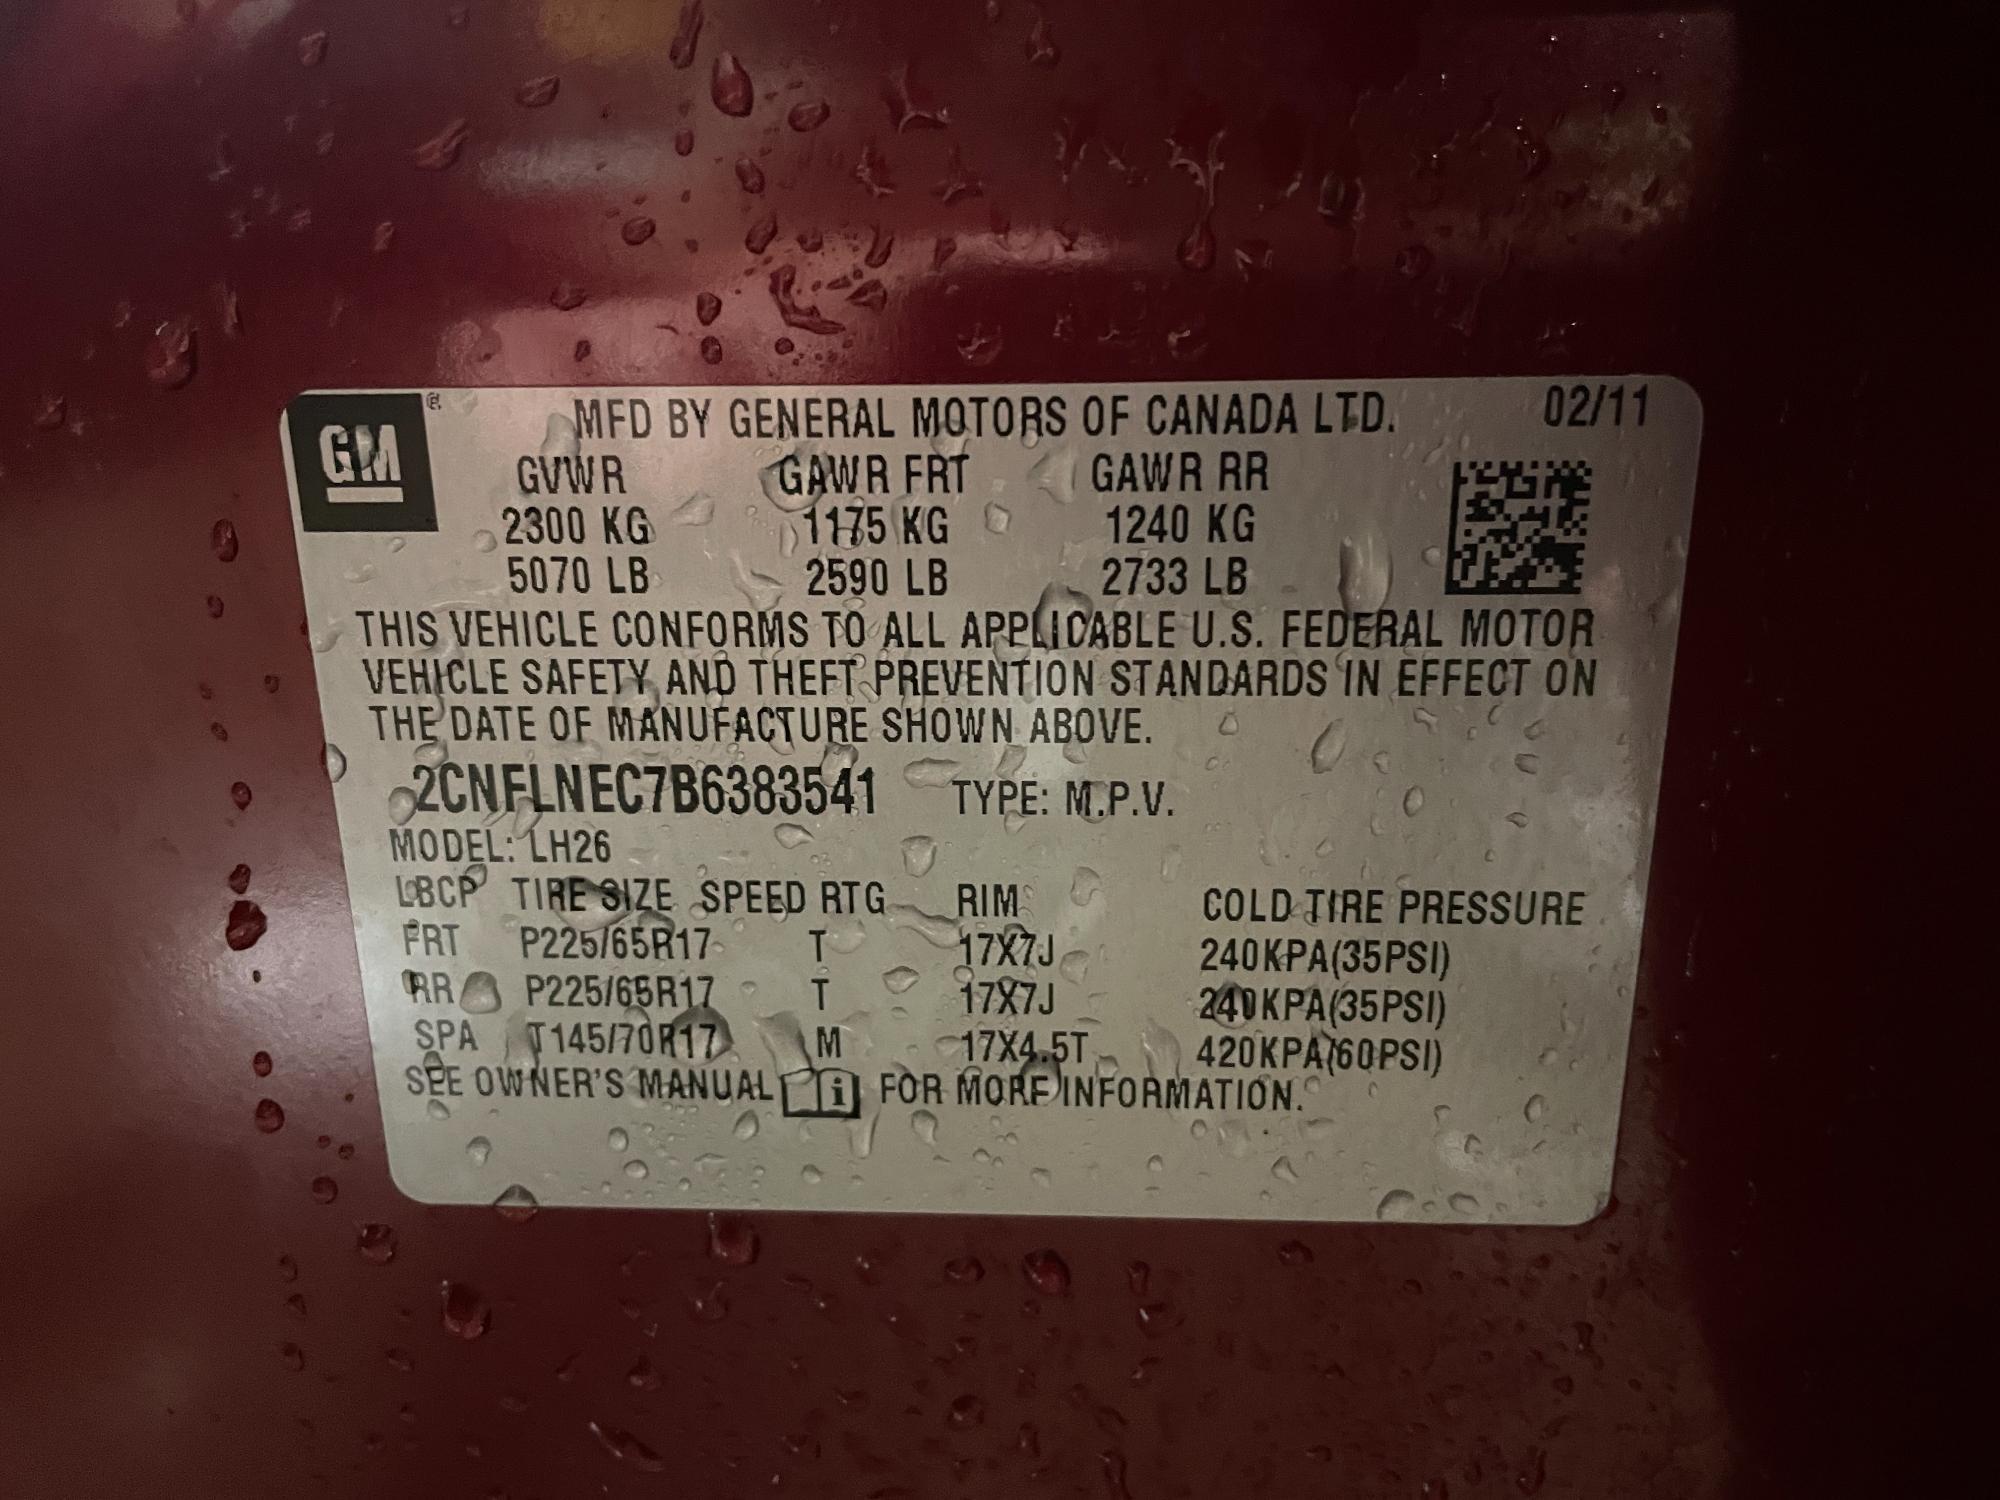 GM ® MFD BY GENERAL MOTORS OF CANADA LTD. 02/11
GVWR GAWR FRT GAWR RR
2300 KG 1175 KG 1240 KG
5070 LB 2590 LB 2733 LB
THIS VEHICLE CONFORMS TO ALL APPLICABLE U.S. FEDERAL MOTOR
VEHICLE SAFETY AND THEFT PREVENTION STANDARDS IN EFFECT ON
THE DATE OF MANUFACTURE SHOWN ABOVE.
2CNFLNEC7B6383541 TYPE: M.P.V.
MODEL: LH26
LBCP TIRE SIZE SPEED RTG RIM COLD TIRE PRESSURE
FRT P225/65R17 T 17X7J 240KPA(35PSI)
RR P225/65R17 T 17X7J 240KPA(35PSI)
SPA T145/70R17 M 17X4.5T 420KPA(60PSI)
SEE OWNER'S MANUAL i FOR MORE INFORMATION.